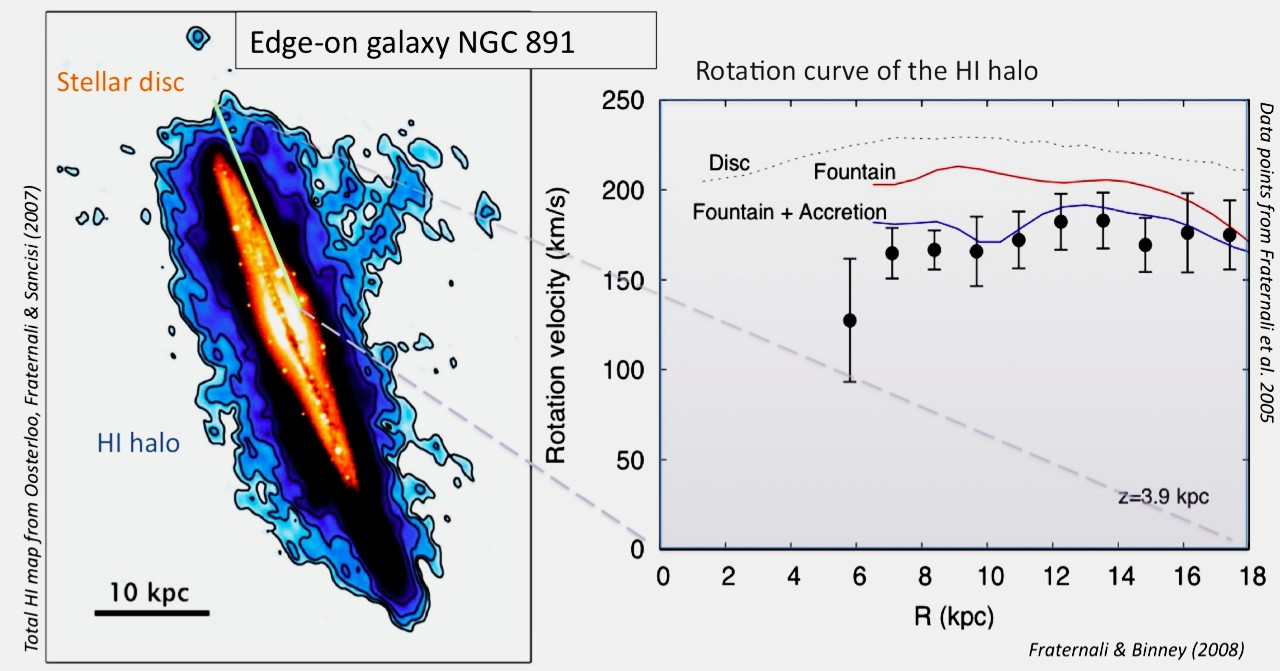 Edge-on galaxy NGC 891
Stellar disc
HI halo
10 kpc
Total HI map from Oosterloo, Fraternali & Sancisi (2007)
Rotation curve of the HI halo
Rotation velocity (km/s)
250
200
150
100
50
0
Disc
Fountain
Fountain + Accretion
z=3.9 kpc
0 2 4 6 8 10 12 14 16 18
R (kpc)
Data points from Fraternali et al. 2005
Fraternali & Binney (2008)